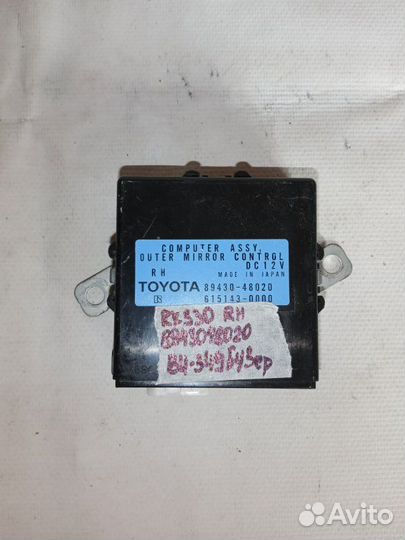 COMPUTER ASSY,
OUTER MIRROR CONTROL
DC12V
RH MADE IN JAPAN
TOYOTA 89430-48020
615143-0000
RX330 RH
8943048020
Avito